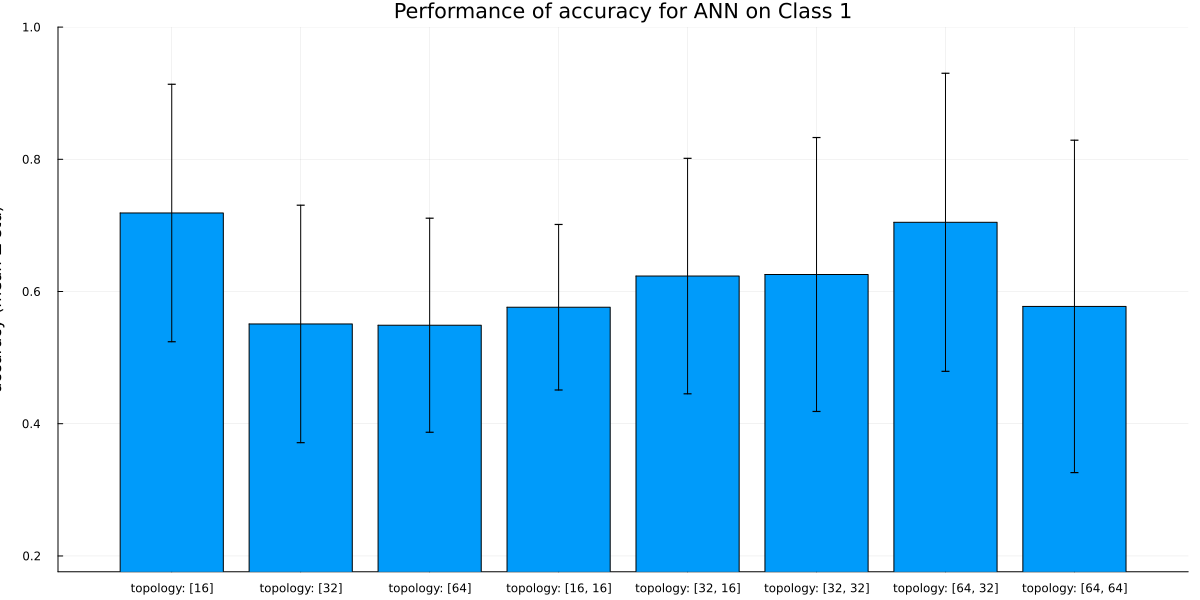 Performance of accuracy for ANN on Class 1
1.0
0.8
0.6
0.4
0.2
topology: [16]
topology: [32]
topology: [64]
topology: [16, 16]
topology: [32, 16]
topology: [32, 32]
topology: [64, 32]
topology: [64, 64]